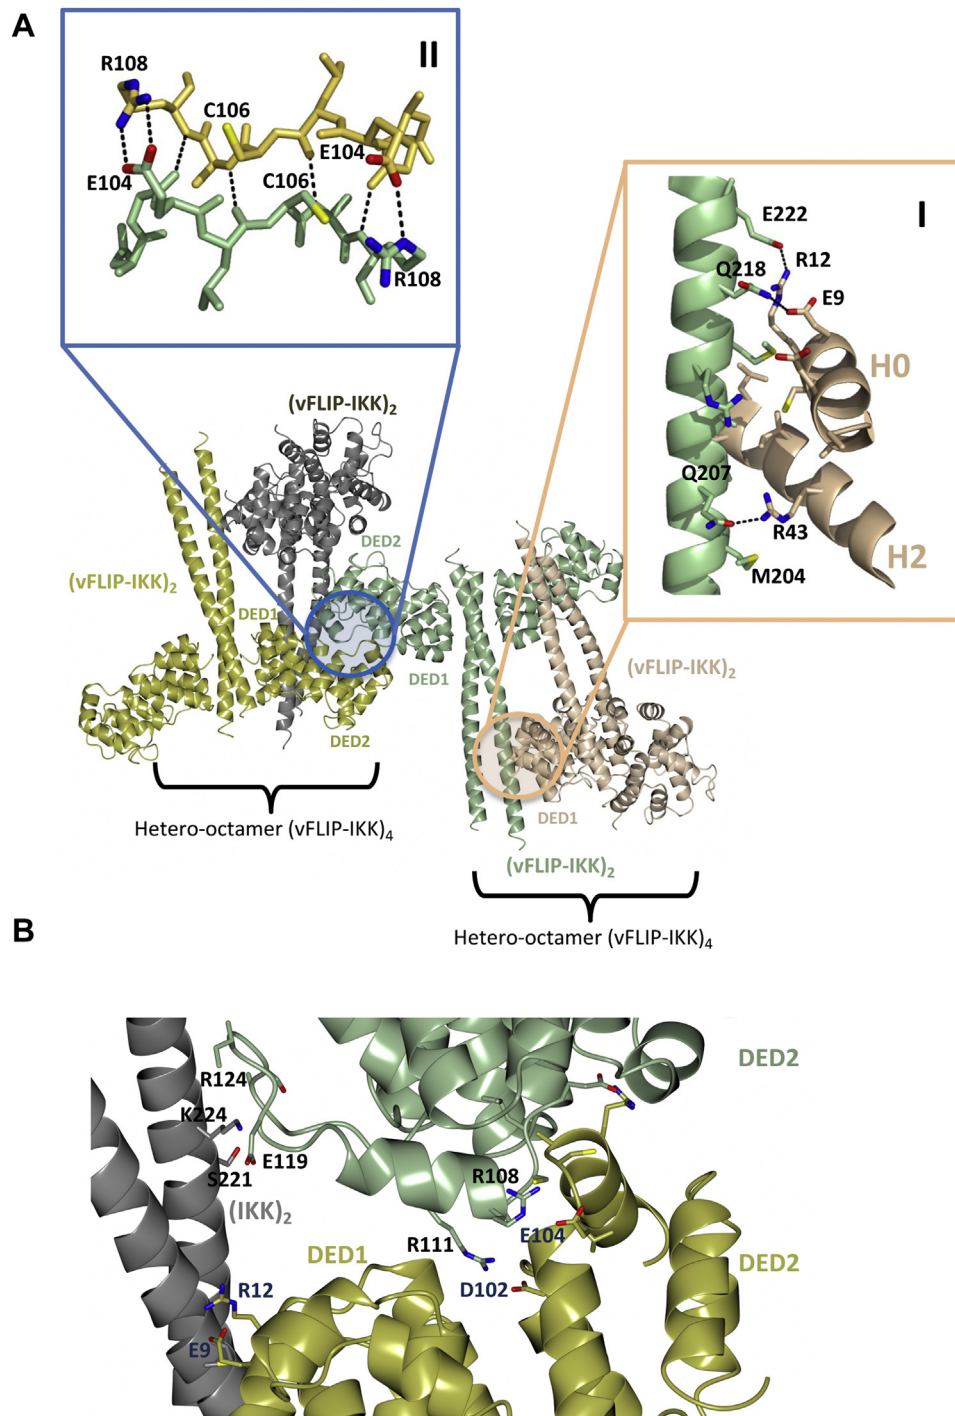 A
II
R108
C106
E104
E104
C106
R108
I
E222
Q218
R12
E9
H0
Q207
R43
H2
M204
(vFLIP-IKK)2
DED2
(vFLIP-IKK)2
DED1
(vFLIP-IKK)2
DED1
DED2
DED1
Hetero-octamer (vFLIP-IKK)4
(vFLIP-IKK)2
Hetero-octamer (vFLIP-IKK)4
B
DED2
R124
K224
E119
S221
R108
(IKK)2
E104
R111
DED1
DED2
D102
R12
E9